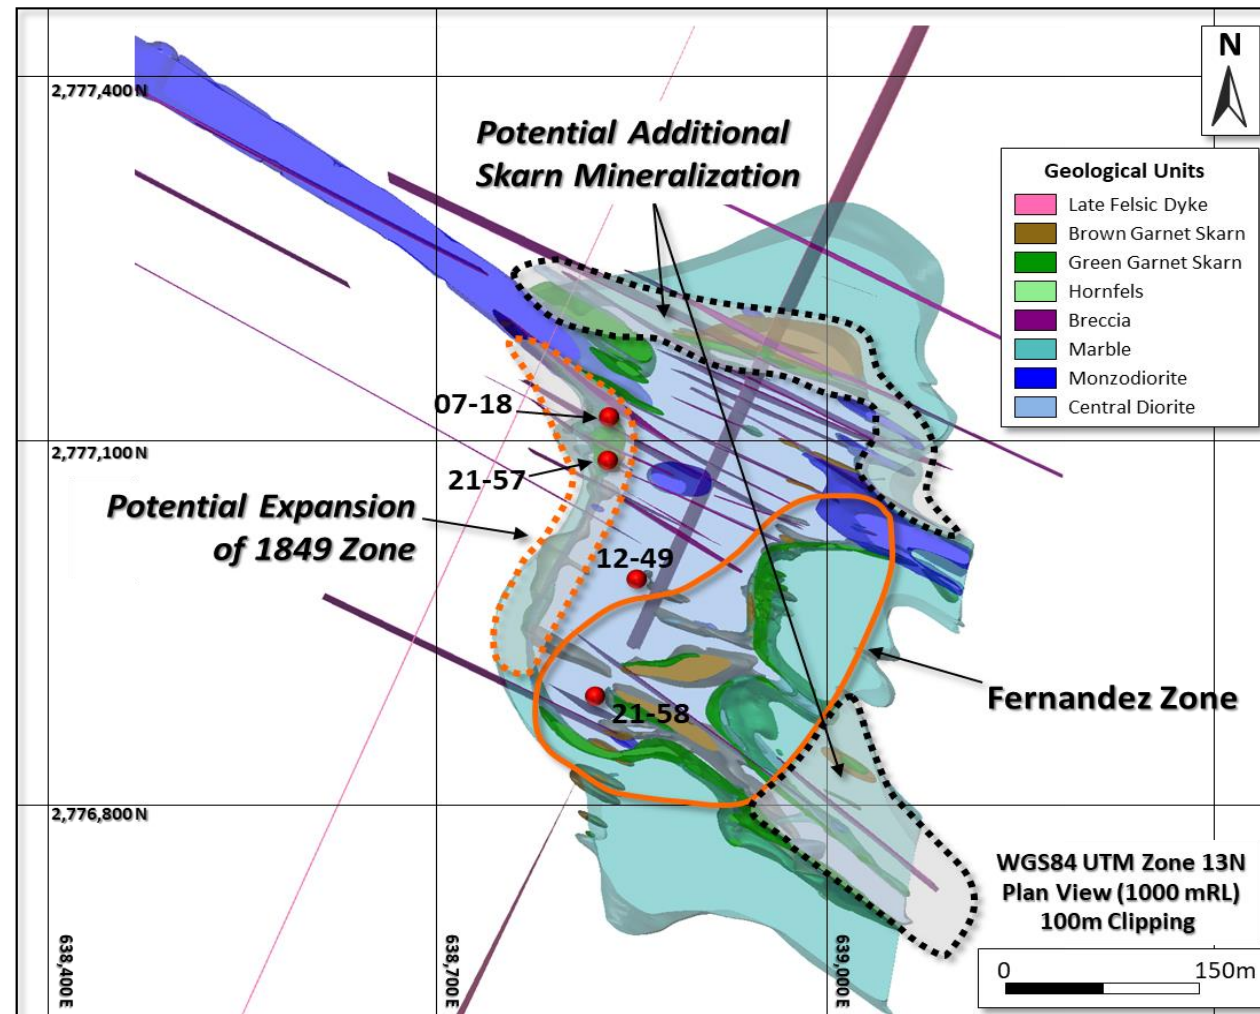 N
2,777,400 N
Potential Additional
Skarn Mineralization
Geological Units
Late Felsic Dyke
Brown Garnet Skarn
Green Garnet Skarn
Hornfels
Breccia
Marble
Monzodiorite
Central Diorite
07-18
2,777,100 N
21-57
Potential Expansion
of 1849 Zone
12-49
Fernandez Zone
21-58
2,776,800 N
WGS84 UTM Zone 13N
Plan View (1000 mRL)
100m Clipping
638,400 E
638,700 E
639,000 E
0 150m